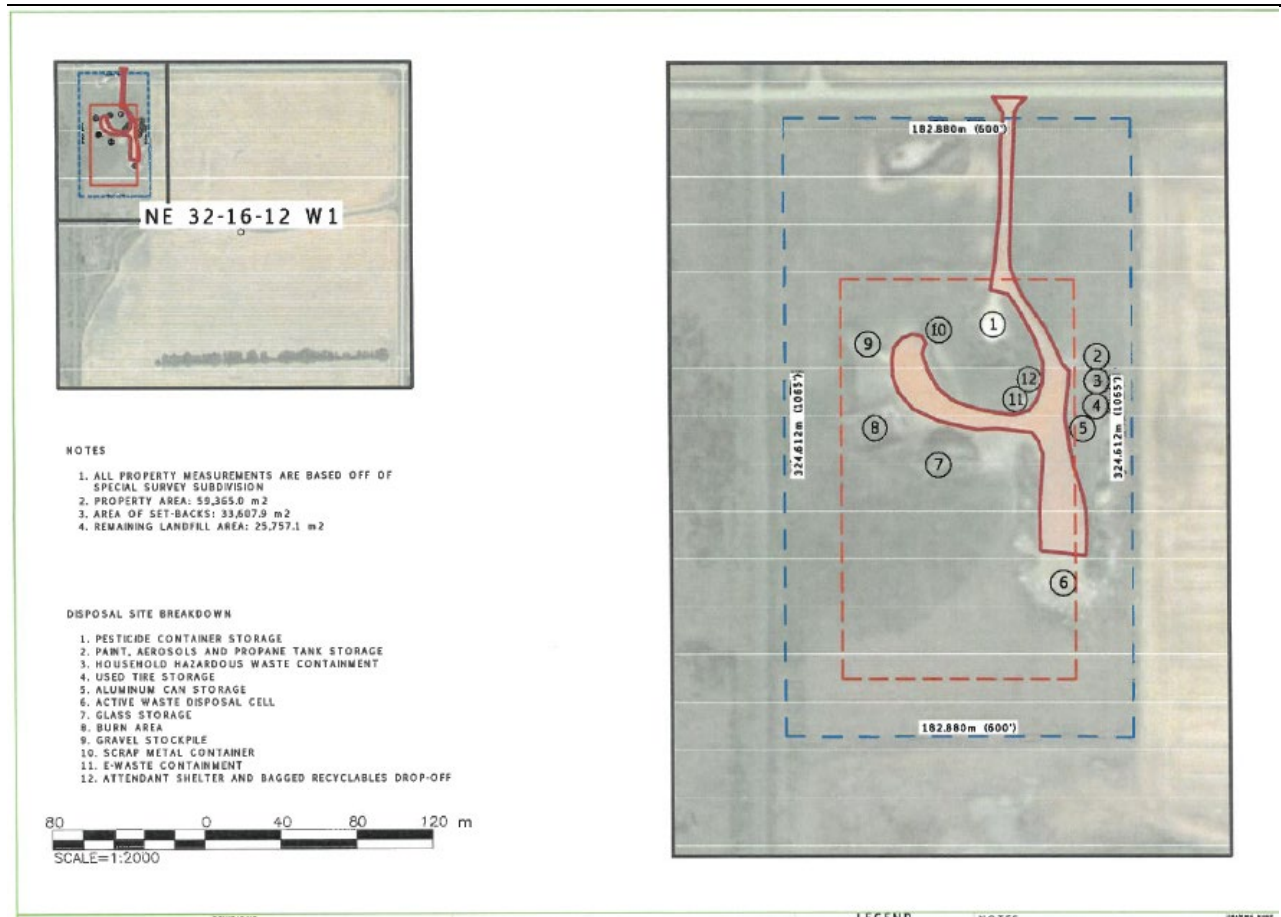 NE 32-16-12 W1
NOTES
1. ALL PROPERTY MEASUREMENTS ARE BASED OFF OF
SPECIAL SURVEY SUBDIVISION
2. PROPERTY AREA: 59,365.0 m2
3. AREA OF SET-BACKS: 33,607.9 m2
4. REMAINING LANDFILL AREA: 25,757.1 m2
DISPOSAL SITE BREAKDOWN
1. PESTICIDE CONTAINER STORAGE
2. PAINT, AEROSOLS AND PROPANE TANK STORAGE
3. HOUSEHOLD HAZARDOUS WASTE CONTAINMENT
4. USED TIRE STORAGE
5. ALUMINUM CAN STORAGE
6. ACTIVE WASTE DISPOSAL CELL
7. GLASS STORAGE
8. BURN AREA
9. GRAVEL STOCKPILE
10. SCRAP METAL CONTAINER
11. E-WASTE CONTAINMENT
12. ATTENDANT SHELTER AND BAGGED RECYCLABLES DROP-OFF
80 0 40 80 120 m
SCALE=1:2000
182.880m (600')
1
10
9
2
12
3
11
4
8
5
7
324.612m (1065')
324.612m (1065')
6
182.880m (600')
LEGEND
NOTES